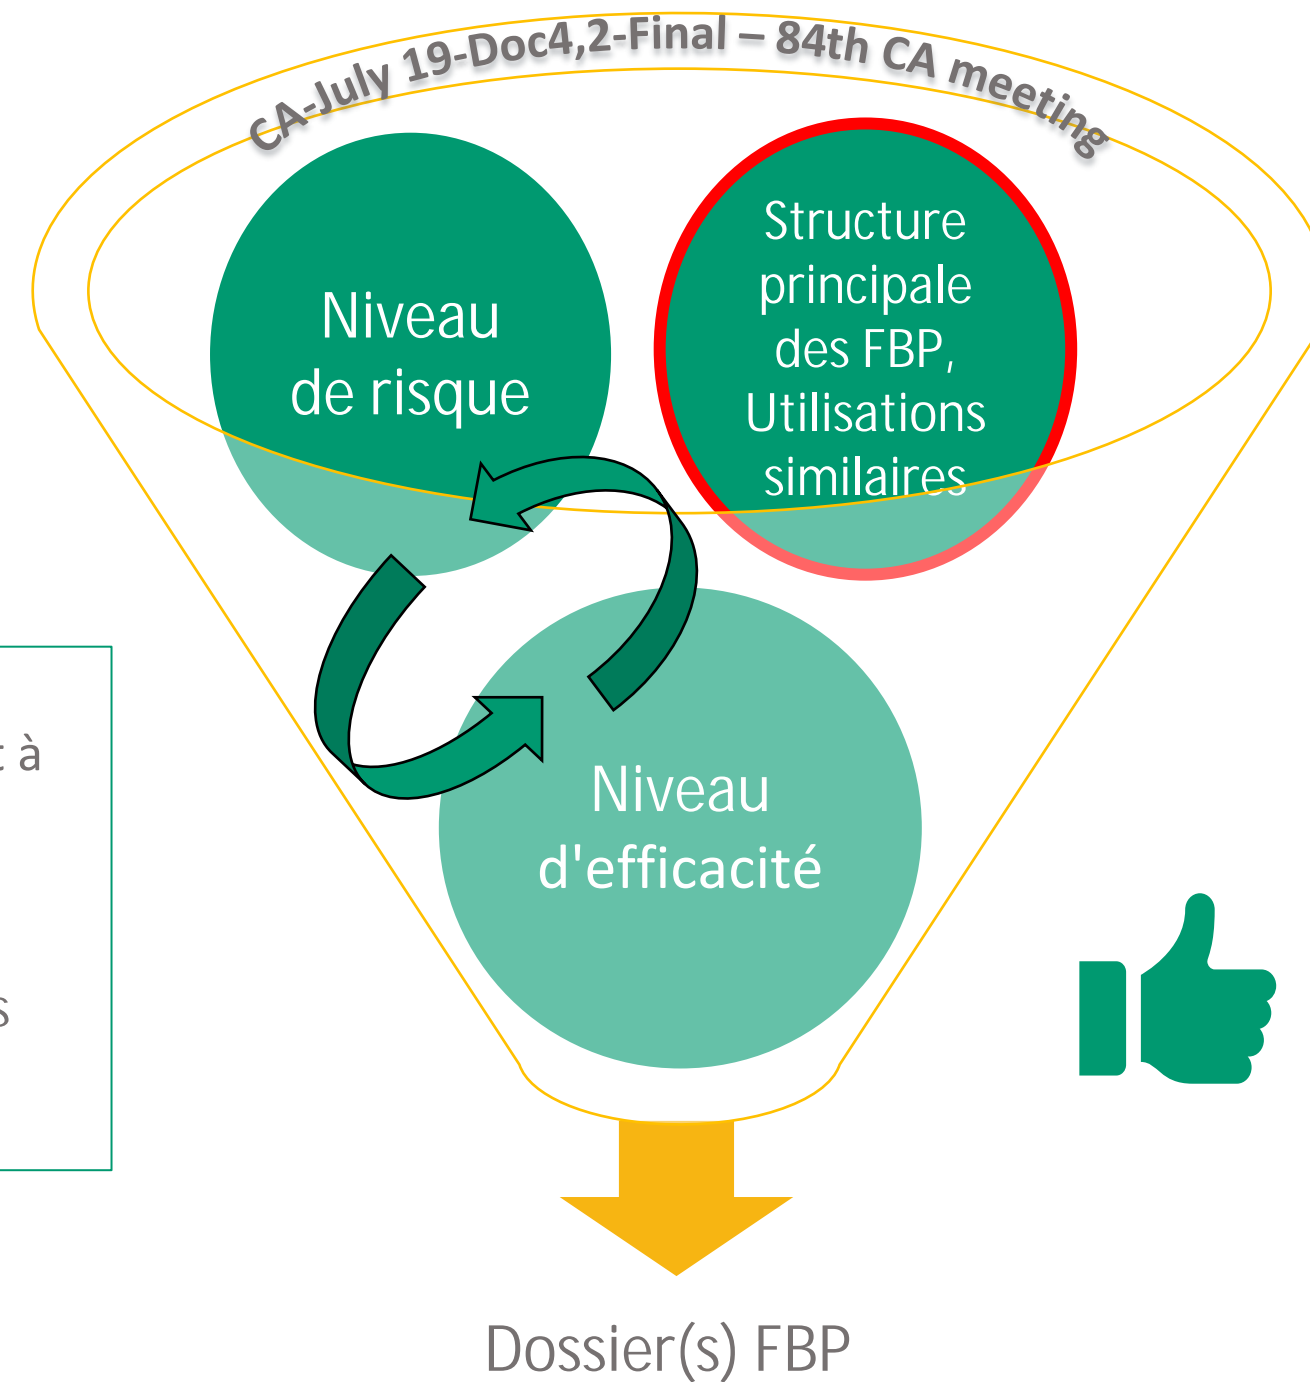 CA-July 19-Doc4,2-Final – 84th CA meeting
Niveau
de risque
Structure
principale
des FBP,
Utilisations
similaires
à
Niveau
d'efficacité
Dossier(s) FBP